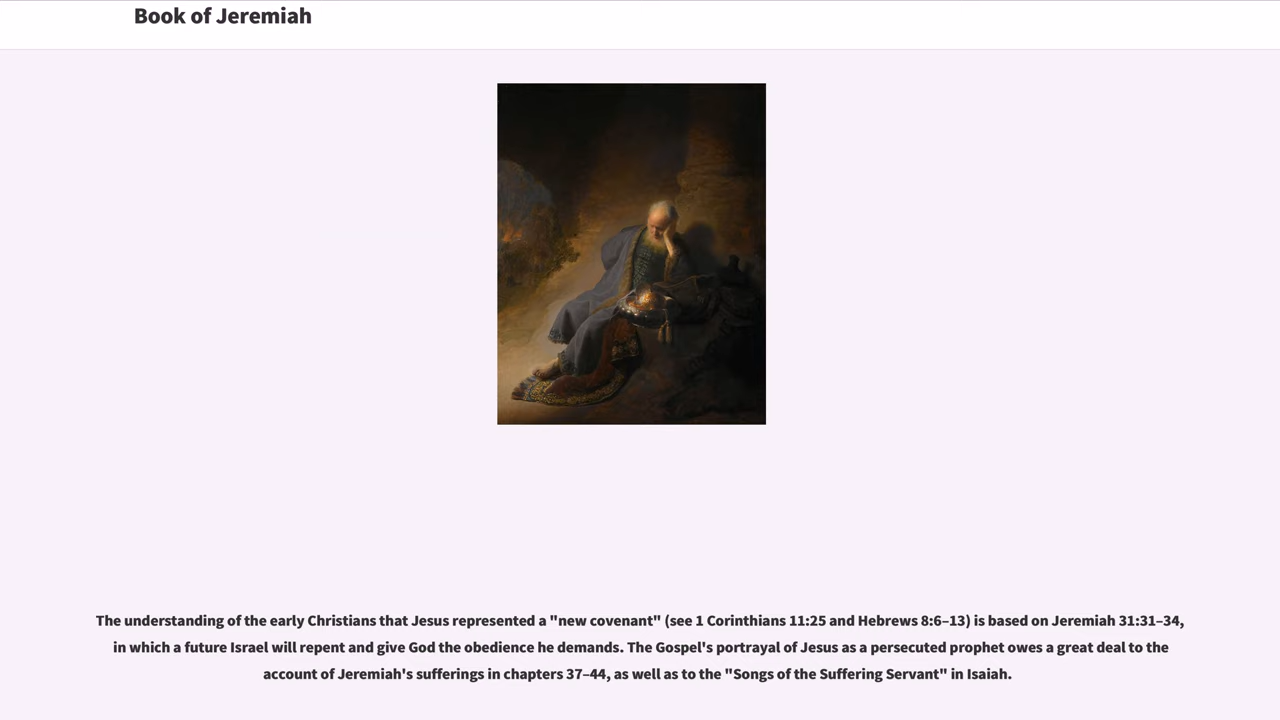 Book of Jeremiah
The understanding of the early Christians that Jesus represented a "new covenant" (see 1 Corinthians 11:25 and Hebrews 8:6–13) is based on Jeremiah 31:31–34,
in which a future Israel will repent and give God the obedience he demands. The Gospel's portrayal of Jesus as a persecuted prophet owes a great deal to the
account of Jeremiah's sufferings in chapters 37–44, as well as to the "Songs of the Suffering Servant" in Isaiah.